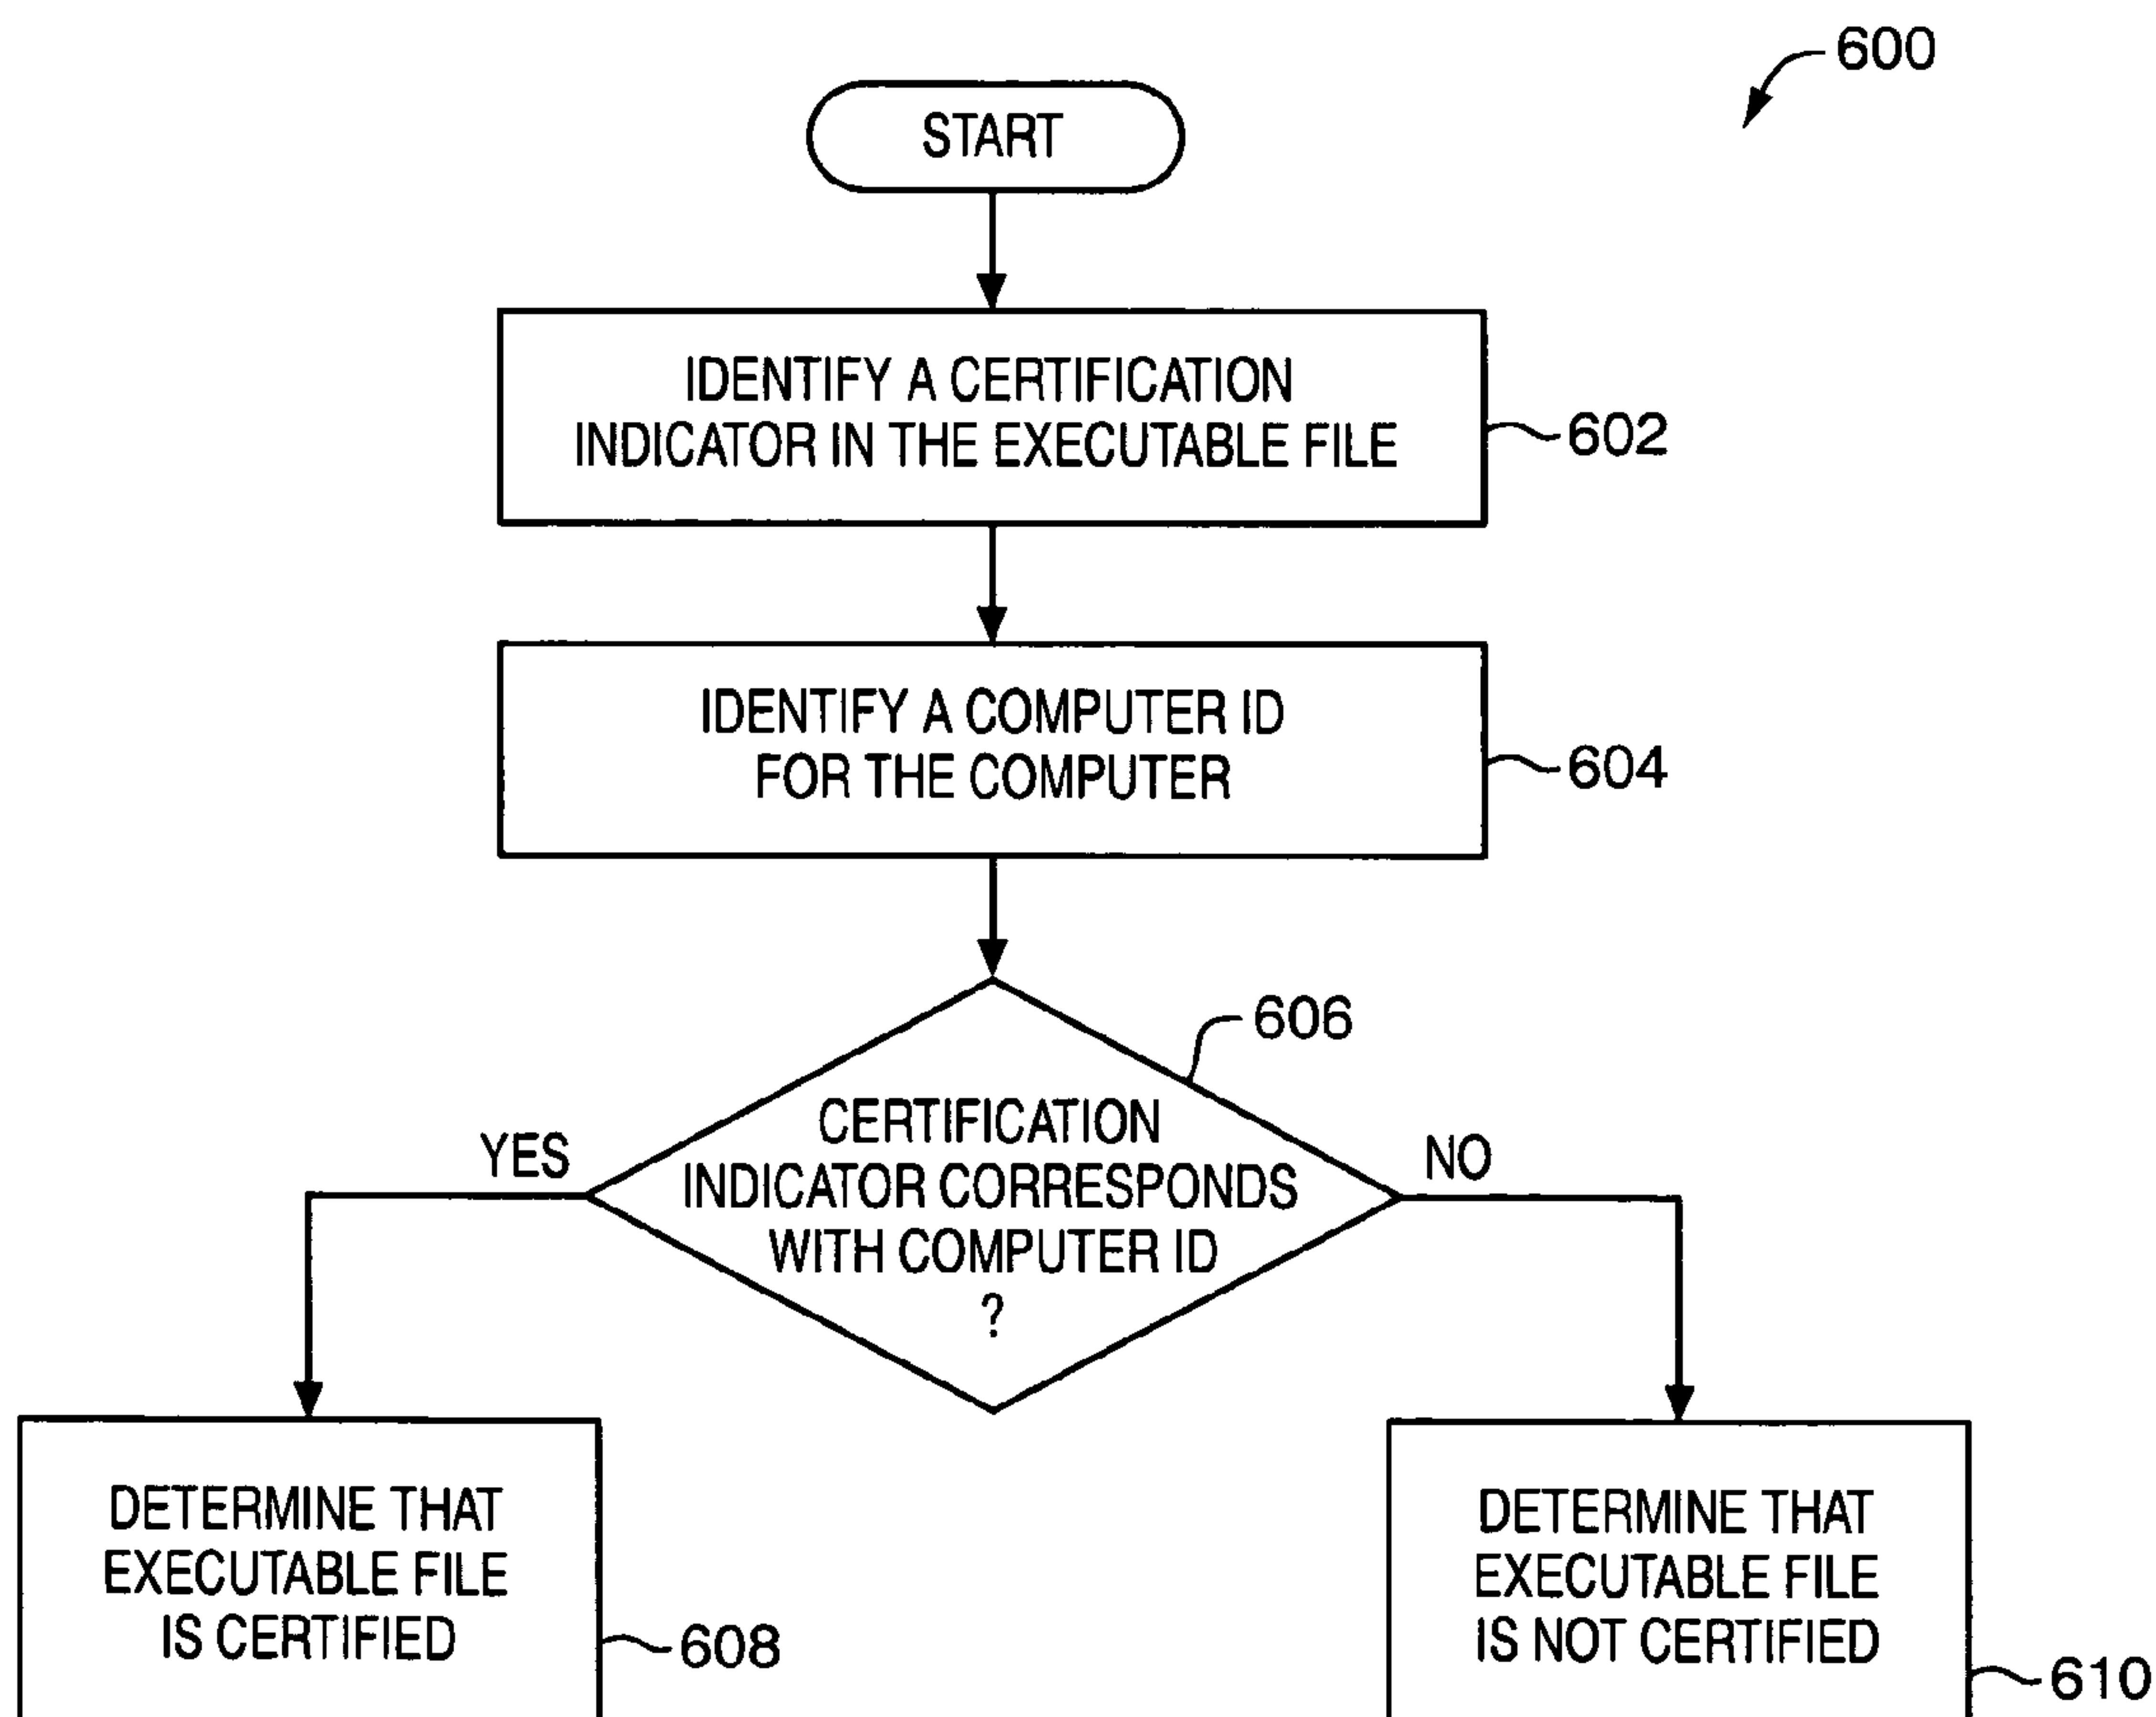 600
START
IDENTIFY A CERTIFICATION
INDICATOR IN THE EXECUTABLE FILE
602
IDENTIFY A COMPUTER ID
FOR THE COMPUTER
604
606
CERTIFICATION
INDICATOR CORRESPONDS
WITH COMPUTER ID
?
YES
NO
DETERMINE THAT
EXECUTABLE FILE
IS CERTIFIED
608
DETERMINE THAT
EXECUTABLE FILE
IS NOT CERTIFIED
610